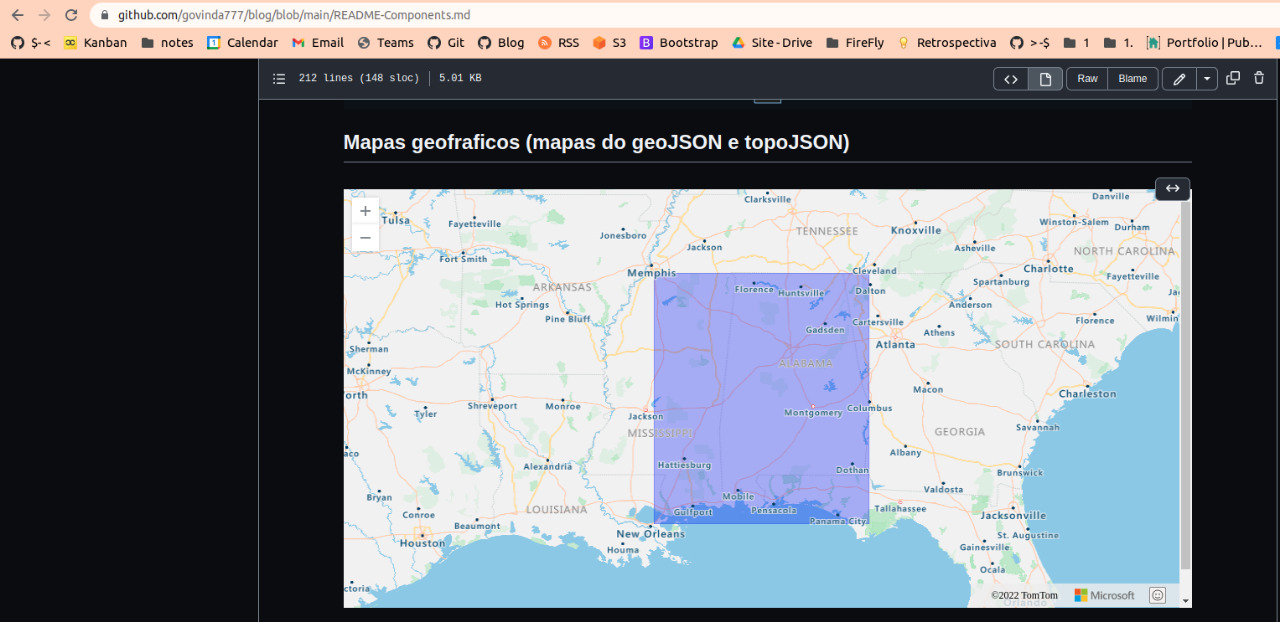 github.com/govinda777/blog/blob/main/README-Components.md
$-< Kanban notes Calendar Email Teams Git Blog RSS S3 Bootstrap Site-Drive FireFly Retrospectiva >-$ 1 1. Portfolio | Pub...
212 lines (148 sloc) 5.01 KB Raw Blame
Mapas geofraficos (mapas do geoJSON e topoJSON)
Clarksville Danville
Tulsa Fayetteville Winston-Salem Durham
Jonesboro Jackson TENNESSEE Knoxville
Asheville NORTH CAROLINA
Fort Smith Memphis Cleveland Charlotte Fayetteville
ARKANSAS Florence Huntsville Dalton Spartanburg
Hot Springs Anderson
Pine Bluff Gadsden Cartersville Athens Florence Wilmin
Sherman Atlanta SOUTH CAROLINA
McKinney ALABAMA
orth Macon Charleston
Tyler Shreveport Monroe Jackson Montgomery Columbus
MISSISSIPPI GEORGIA Savannah
aco Albany
Alexandria Hattiesburg Dothan Brunswick
Bryan Mobile Valdosta
Conroe LOUISIANA Gulfport Pensacola Panama City Tallahassee Jacksonville
Beaumont New Orleans St. Augustine
Houston Houma Gainesville
Ocala
ctoria
©2022 TomTom Microsoft
Orlando